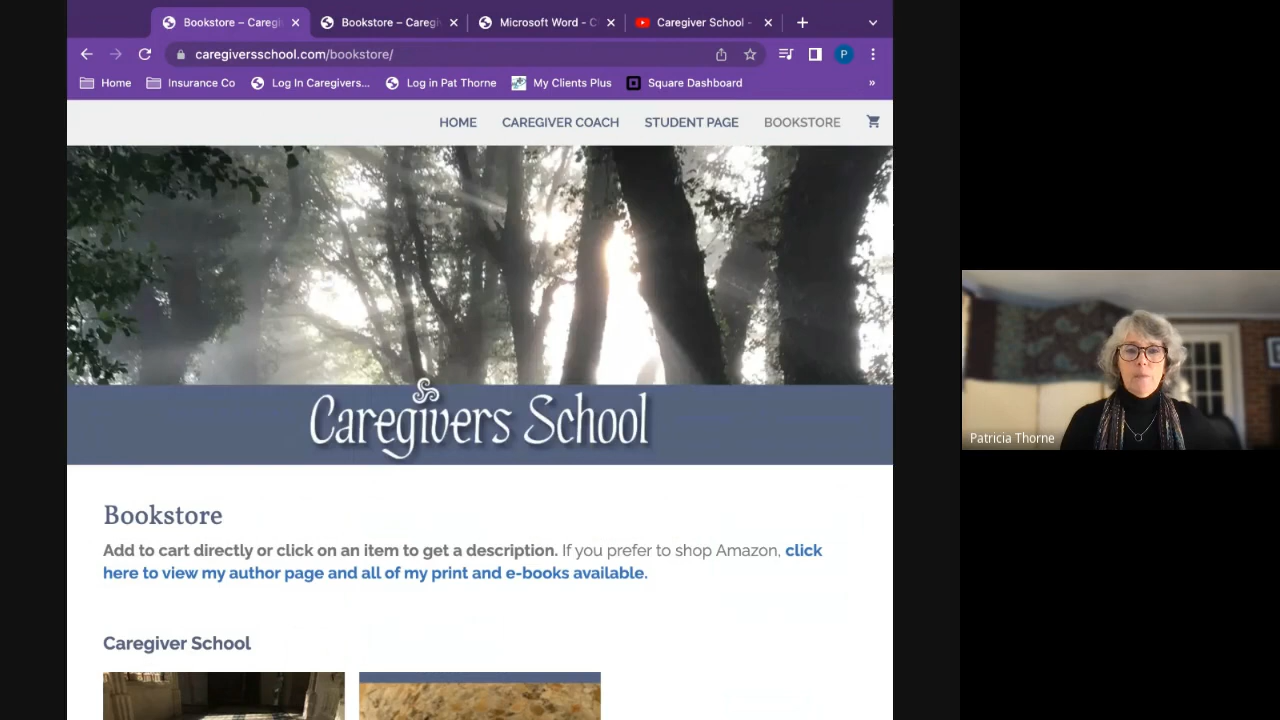 Bookstore – Caregi
Bookstore – Caregi
Microsoft Word - C
Caregiver School -
caregiversschool.com/bookstore/
P
Home
Insurance Co
Log In Caregivers...
Log in Pat Thorne
My Clients Plus
Square Dashboard
»
HOME
CAREGIVER COACH
STUDENT PAGE
BOOKSTORE
Caregivers School
Bookstore
Add to cart directly or click on an item to get a description. If you prefer to shop Amazon, click
here to view my author page and all of my print and e-books available.
Caregiver School
Patricia Thorne